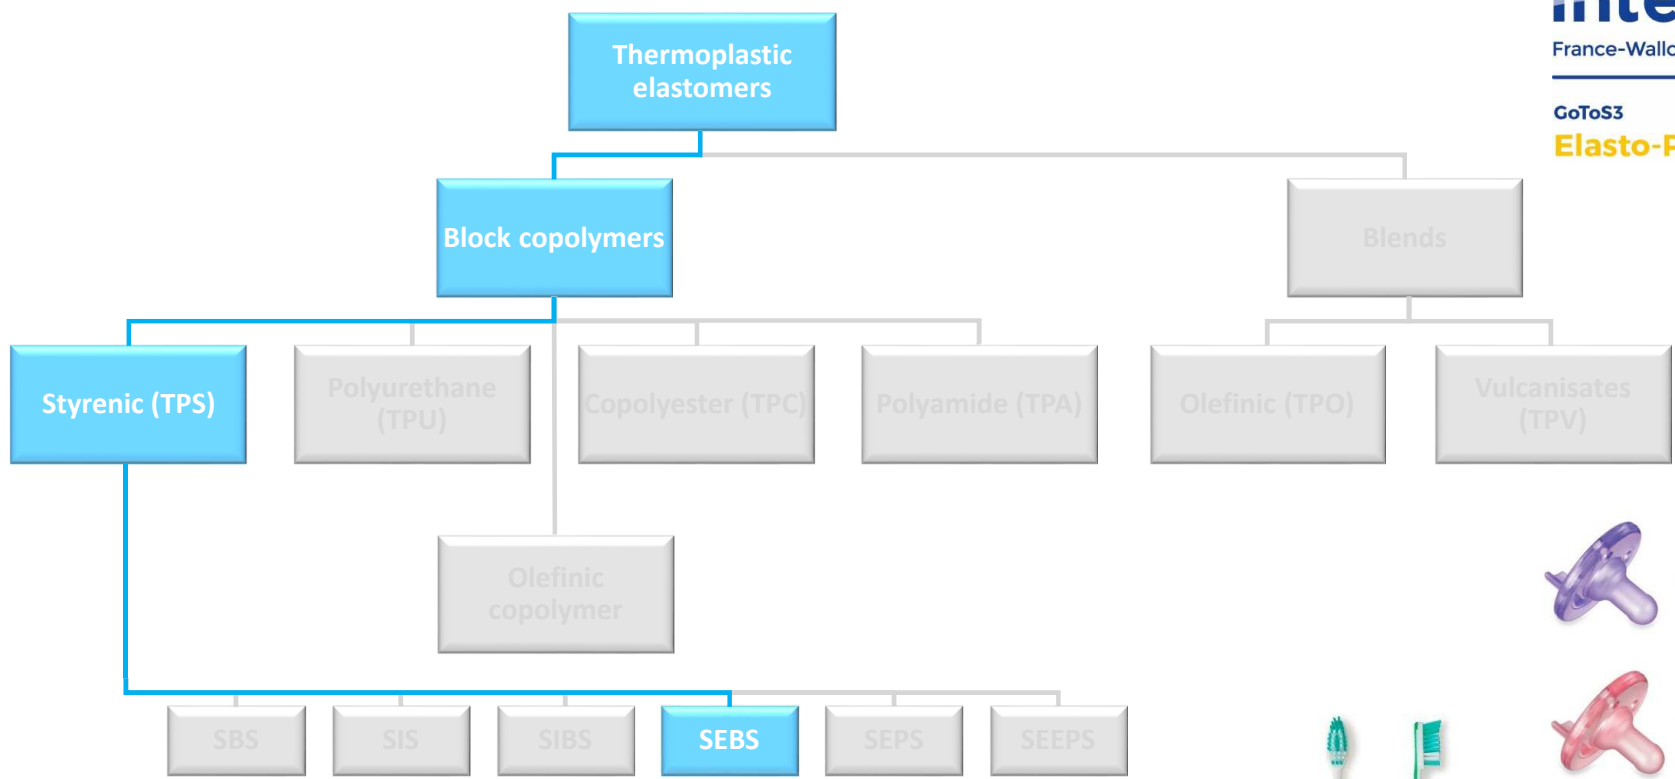 Thermoplastic
elastomers
France-Wallo
GoToS3
Elasto-P
Block copolymers
Blends
Styrenic (TPS)
Polyurethane
(TPU)
Copolyester (TPC)
Polyamide (TPA)
Olefinic (TPO)
Vulcanisates
(TPV)
Olefinic
copolymer
SBS
SIS
SIBS
SEBS
SEPS
SEEPS